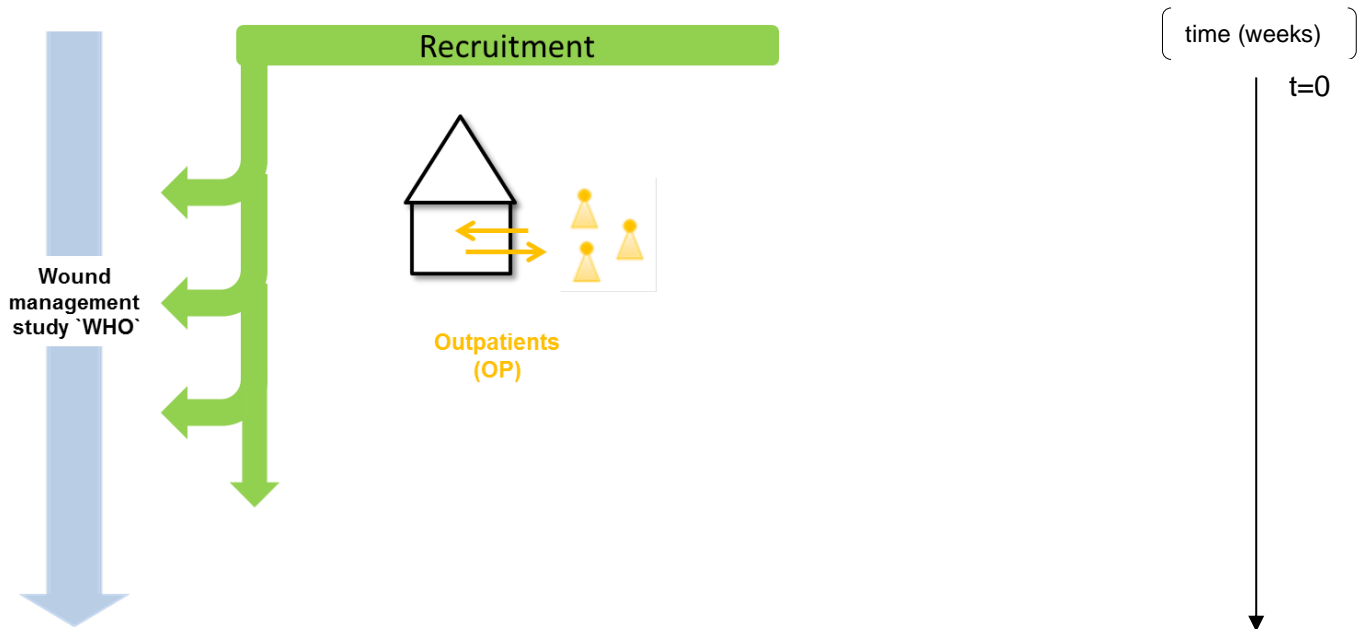 Recruitment
time (weeks)
t=0
Wound
management
study `WHO`
Outpatients
(OP)